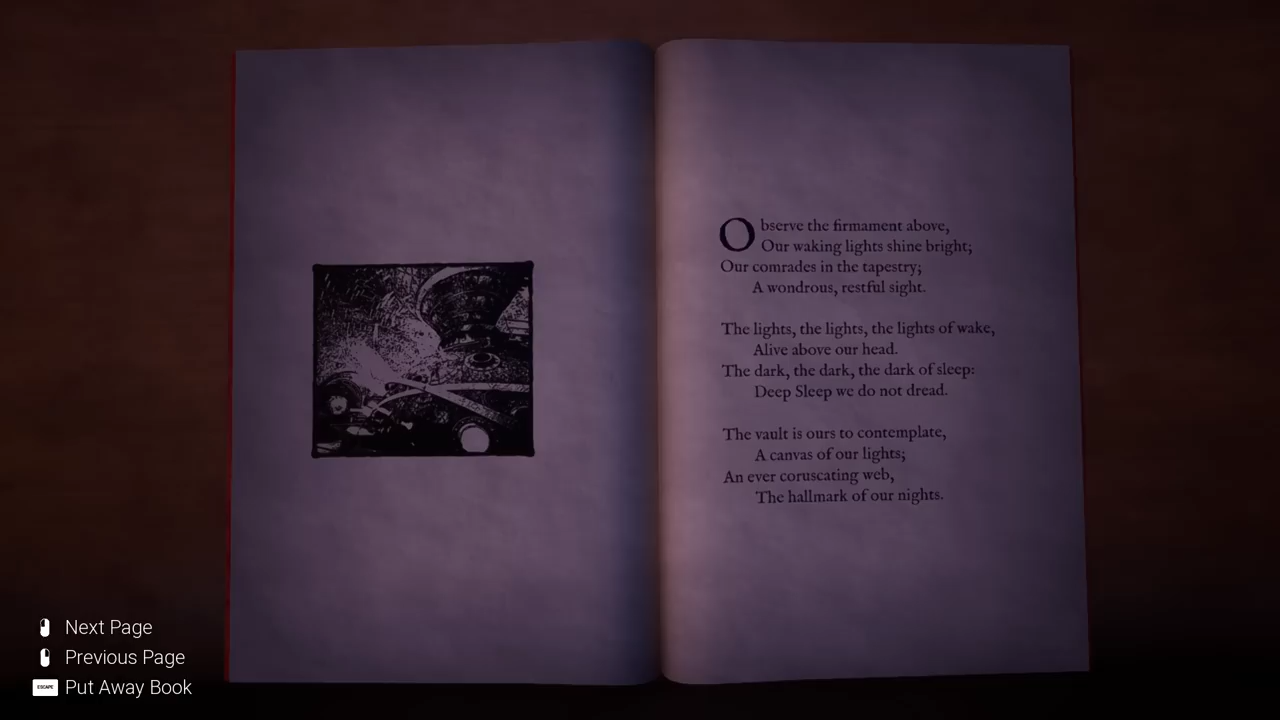 Observe the firmament above,
Our waking lights shine bright;
Our comrades in the tapestry;
A wondrous, restful sight.
The lights, the lights, the lights of wake,
Alive above our head.
The dark, the dark, the dark of sleep:
Deep Sleep we do not dread.
The vault is ours to contemplate,
A canvas of our lights;
An ever coruscating web,
The hallmark of our nights.
Next Page
Previous Page
ESCAPE Put Away Book